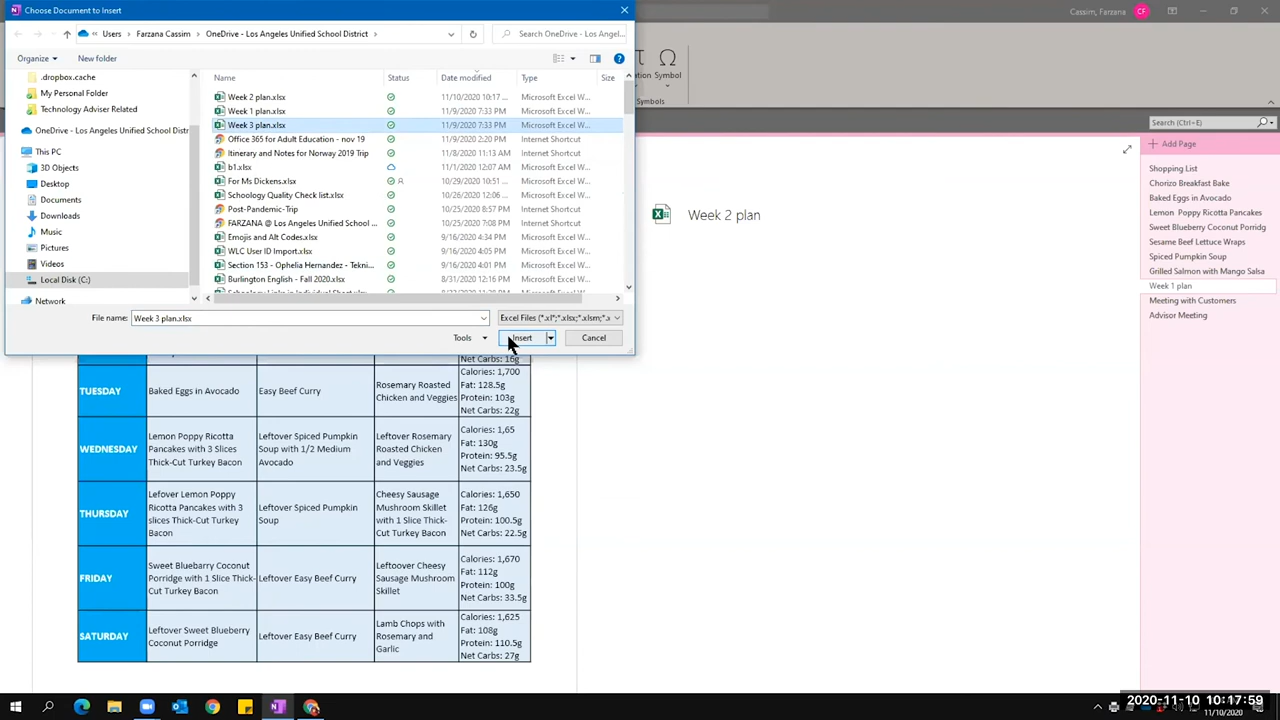 Choose Document to Insert
Cassim, Farzana
CF
Users
Farzana Cassim
OneDrive - Los Angeles Unified School District
Search OneDrive - Los Angel...
Organize
New folder
Name
Status
Date modified
Type
Size
.dropbox.cache
My Personal Folder
Technology Adviser Related
OneDrive - Los Angeles Unified School Distr
This PC
3D Objects
Desktop
Documents
Downloads
Music
Pictures
Videos
Local Disk (C:)
Network
Week 2 plan.xlsx 11/10/2020 10:17 ... Microsoft Excel W...
Week 1 plan.xlsx 11/9/2020 7:33 PM Microsoft Excel W...
Week 3 plan.xlsx 11/9/2020 7:33 PM Microsoft Excel W...
Office 365 for Adult Education - nov 19 11/9/2020 2:20 PM Internet Shortcut
Itinerary and Notes for Norway 2019 Trip 11/8/2020 11:13 AM Internet Shortcut
b1.xlsx 11/1/2020 12:07 AM Microsoft Excel W...
For Ms Dickens.xlsx 10/29/2020 10:51 ... Microsoft Excel W...
Schoology Quality Check list.xlsx 10/26/2020 12:06 ... Microsoft Excel W...
Post-Pandemic-Trip 10/25/2020 8:57 PM Internet Shortcut
FARZANA @ Los Angeles Unified School ... 10/25/2020 7:08 PM Internet Shortcut
Emojis and Alt Codes.xlsx 9/16/2020 4:34 PM Microsoft Excel W...
WLC User ID Import.xlsx 9/16/2020 4:05 PM Microsoft Excel W...
Section 153 - Ophelia Hernandez - Tekni... 9/16/2020 4:01 PM Microsoft Excel W...
Burlington English - Fall 2020.xlsx 8/31/2020 12:16 PM Microsoft Excel W...
File name:
Week 3 plan.xlsx
Excel Files (*.xl*;*.xlsx;*.xlsm;*.x
Tools
Insert
Cancel
Symbol
Symbols
Search (Ctrl+E)
Add Page
Shopping List
Chorizo Breakfast Bake
Baked Eggs in Avocado
Lemon Poppy Ricotta Pancakes
Sweet Blueberry Coconut Porridg
Sesame Beef Lettuce Wraps
Spiced Pumpkin Soup
Grilled Salmon with Mango Salsa
Week 1 plan
Meeting with Customers
Advisor Meeting
Week 2 plan
Net Carbs: 16g
TUESDAY
Baked Eggs in Avocado
Easy Beef Curry
Rosemary Roasted
Chicken and Veggies
Calories: 1,700
Fat: 128.5g
Protein: 103g
Net Carbs: 22g
WEDNESDAY
Lemon Poppy Ricotta
Pancakes with 3 Slices
Thick-Cut Turkey Bacon
Leftover Spiced Pumpkin
Soup with 1/2 Medium
Avocado
Leftover Rosemary
Roasted Chicken
and Veggies
Calories: 1,65
Fat: 130g
Protein: 95.5g
Net Carbs: 23.5g
THURSDAY
Lefover Lemon Poppy
Ricotta Pancakes with 3
slices Thick-Cut Turkey
Bacon
Leftover Spiced Pumpkin
Soup
Cheesy Sausage
Mushroom Skillet
with 1 Slice Thick-
Cut Turkey Bacon
Calories: 1,650
Fat: 126g
Protein: 100.5g
Net Carbs: 22.5g
FRIDAY
Sweet Bluebarry Coconut
Porridge with 1 Slice Thick-
Cut Turkey Bacon
Leftover Easy Beef Curry
Leftoover Cheesy
Sausage Mushroom
Skillet
Calories: 1,670
Fat: 112g
Protein: 100g
Net Carbs: 33.5g
SATURDAY
Leftover Sweet Blueberry
Coconut Porridge
Leftover Easy Beef Curry
Lamb Chops with
Rosemary and
Garlic
Calories: 1,625
Fat: 108g
Protein: 110.5g
Net Carbs: 27g
2020-11-10 10:17:59
11/10/2020